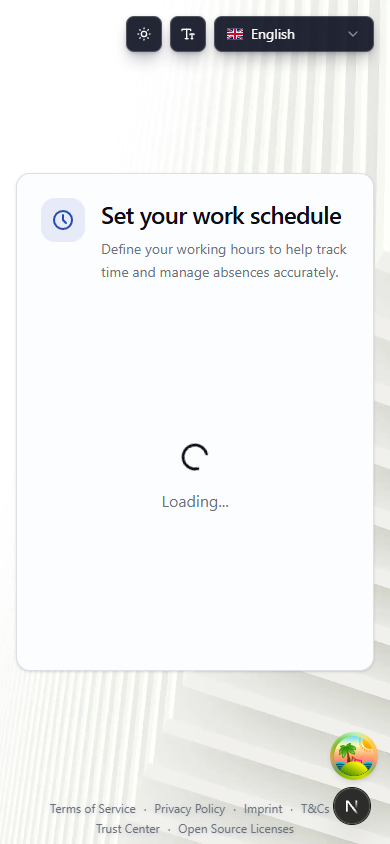 English
Set your work schedule
Define your working hours to help track
time and manage absences accurately.
Loading...
Terms of Service · Privacy Policy · Imprint · T&Cs
Trust Center · Open Source Licenses